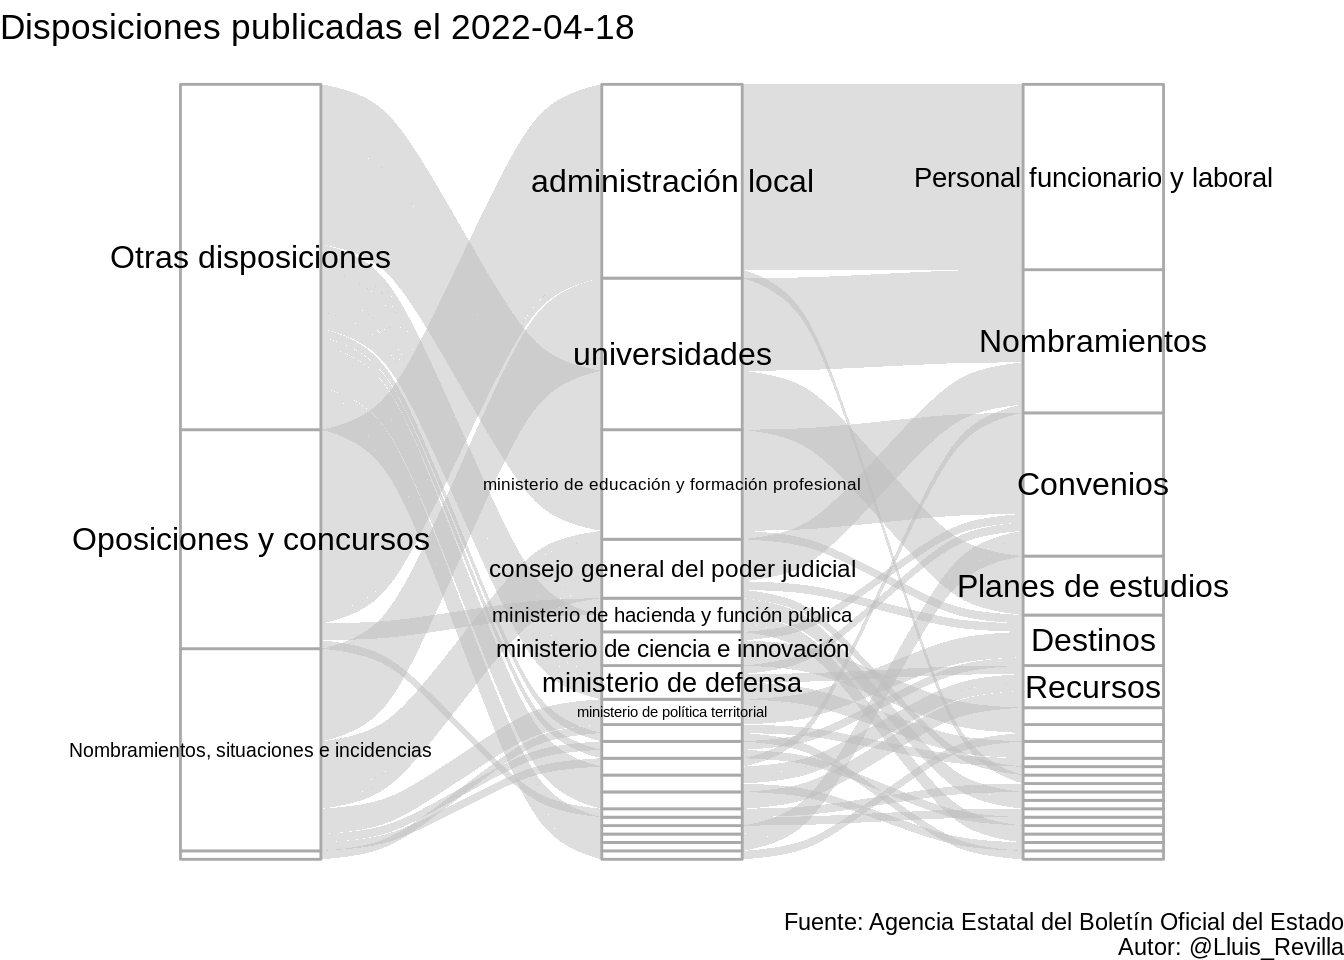 Disposiciones publicadas el 2022-04-18
Otras disposiciones
Oposiciones y concursos
Nombramientos, situaciones e incidencias
administración local
universidades
ministerio de educación y formación profesional
consejo general del poder judicial
ministerio de hacienda y función pública
ministerio de ciencia e innovación
ministerio de defensa
ministerio de política territorial
Personal funcionario y laboral
Nombramientos
Convenios
Planes de estudios
Destinos
Recursos
Fuente: Agencia Estatal del Boletín Oficial del Estado
Autor: @Lluis_Revilla